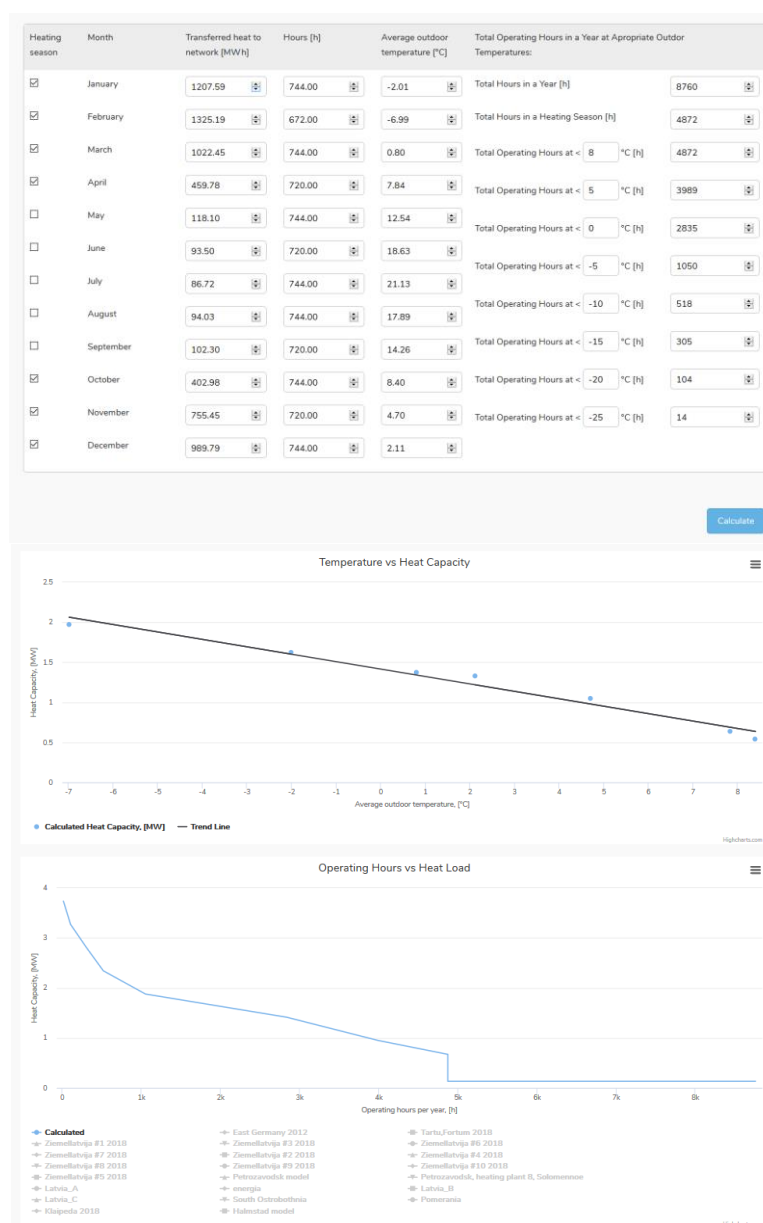 Heating season Month Transferred heat to network [MWh] Hours [h] Average outdoor temperature [°C] Total Operating Hours in a Year at Apropriate Outdor Temperatures:
January 1207.59 744.00 -2.01 Total Hours in a Year [h] 8760
February 1325.19 672.00 -6.99 Total Hours in a Heating Season [h] 4872
March 1022.45 744.00 0.80 Total Operating Hours at < 8 °C [h] 4872
April 459.78 720.00 7.84 Total Operating Hours at < 5 °C [h] 3989
May 118.10 744.00 12.54 Total Operating Hours at < 0 °C [h] 2835
June 93.50 720.00 18.63 Total Operating Hours at < -5 °C [h] 1050
July 86.72 744.00 21.13 Total Operating Hours at < -10 °C [h] 518
August 94.03 744.00 17.89 Total Operating Hours at < -15 °C [h] 305
September 102.30 720.00 14.26 Total Operating Hours at < -20 °C [h] 104
October 402.98 744.00 8.40 Total Operating Hours at < -25 °C [h] 14
November 755.45 720.00 4.70
December 989.79 744.00 2.11
Calculate
Temperature vs Heat Capacity
Heat Capacity, [MW]
2.5
2
1.5
1
0.5
0
-7 -6 -5 -4 -3 -2 -1 0 1 2 3 4 5 6 7 8
Average outdoor temperature, [°C]
Calculated Heat Capacity, [MW] Trend Line
Highcharts.com
Operating Hours vs Heat Load
Heat Capacity, [MW]
4
3
2
1
0
0 1k 2k 3k 4k 5k 6k 7k 8k
Operating hours per year, [h]
Calculated East Germany 2012 Tartu,Fortum 2018
Ziemellatvija #1 2018 Ziemellatvija #3 2018 Ziemellatvija #6 2018
Ziemellatvija #7 2018 Ziemellatvija #2 2018 Ziemellatvija #4 2018
Ziemellatvija #8 2018 Ziemellatvija #9 2018 Ziemellatvija #10 2018
Ziemellatvija #5 2018 Petrozavodsk model Petrozavodsk, heating plant 8, Solomennoe
Latvia_A energia Latvia_B
Latvia_C South Ostrobothnia Pomerania
Klaipeda 2018 Halmstad model